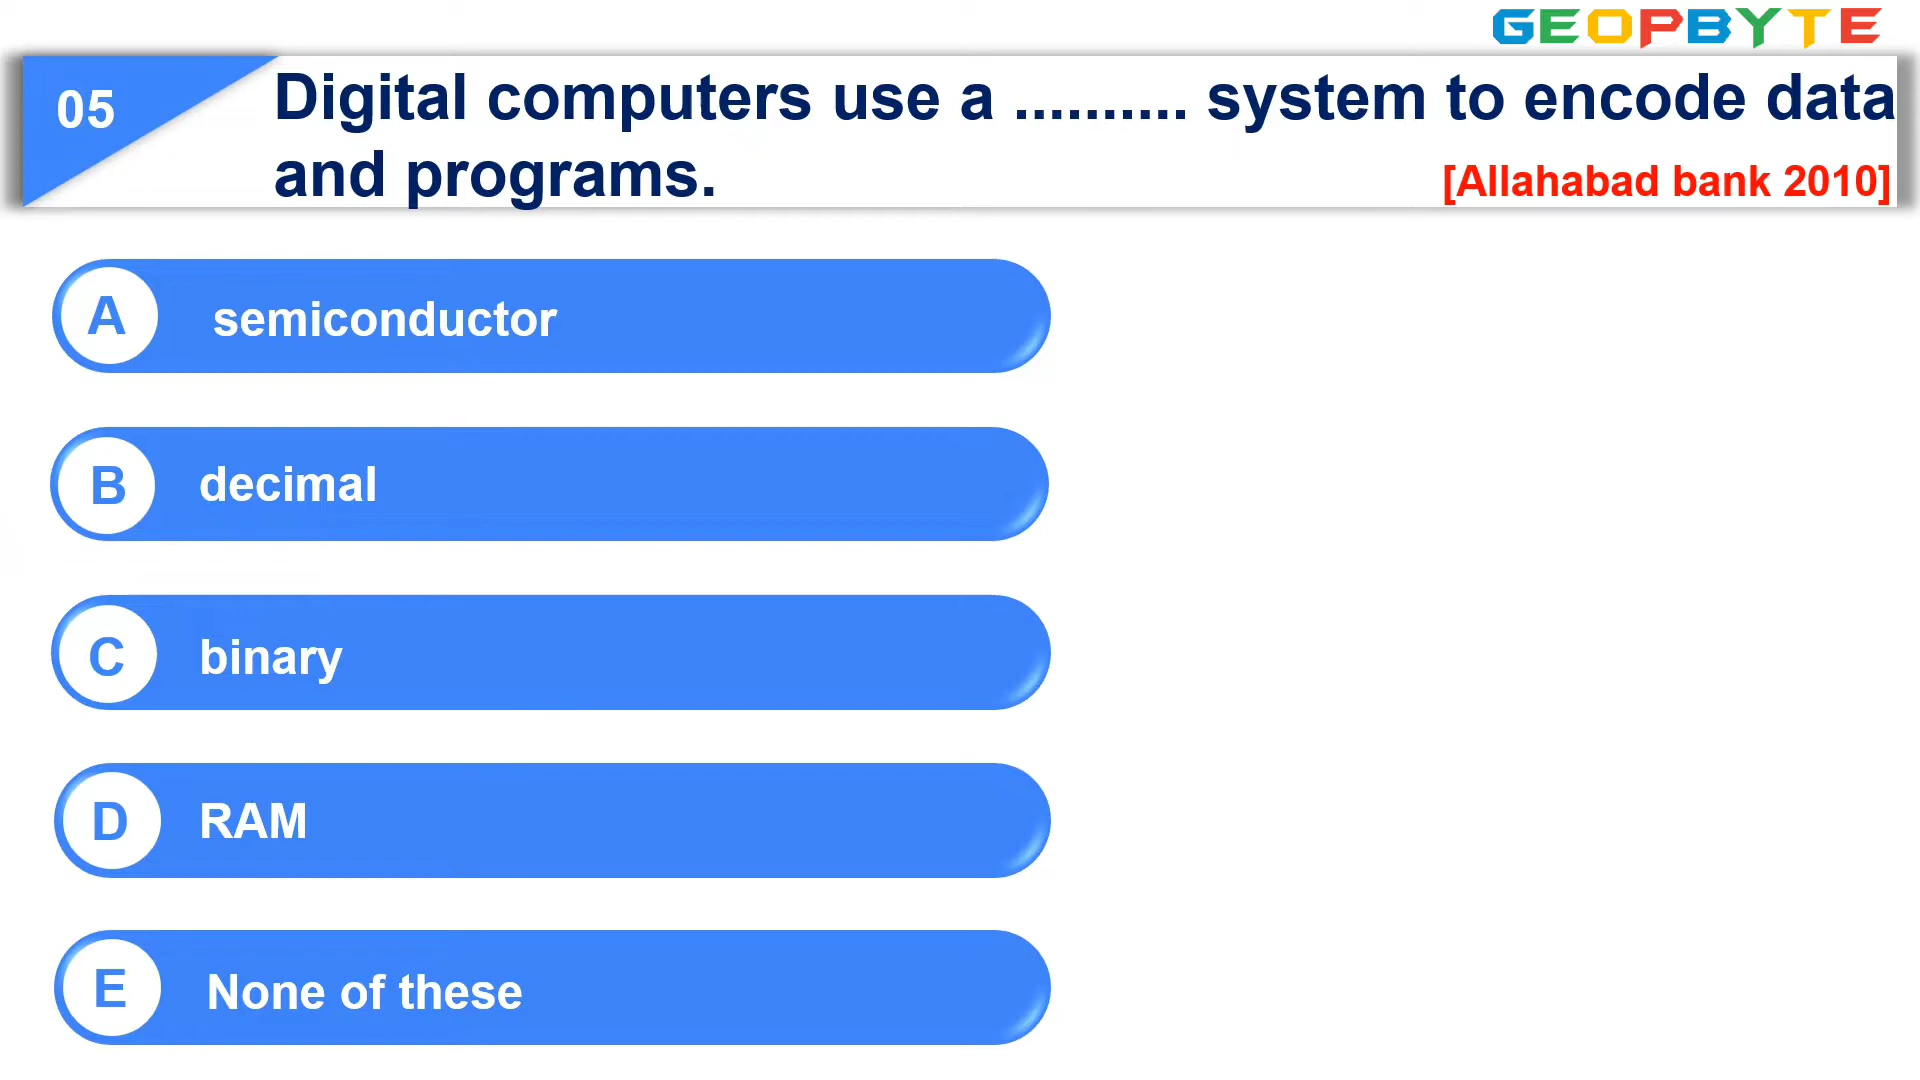 GEOPBYTE
05
Digital computers use a .......... system to encode data
and programs.
[Allahabad bank 2010]
A semiconductor
B decimal
C binary
D RAM
E None of these